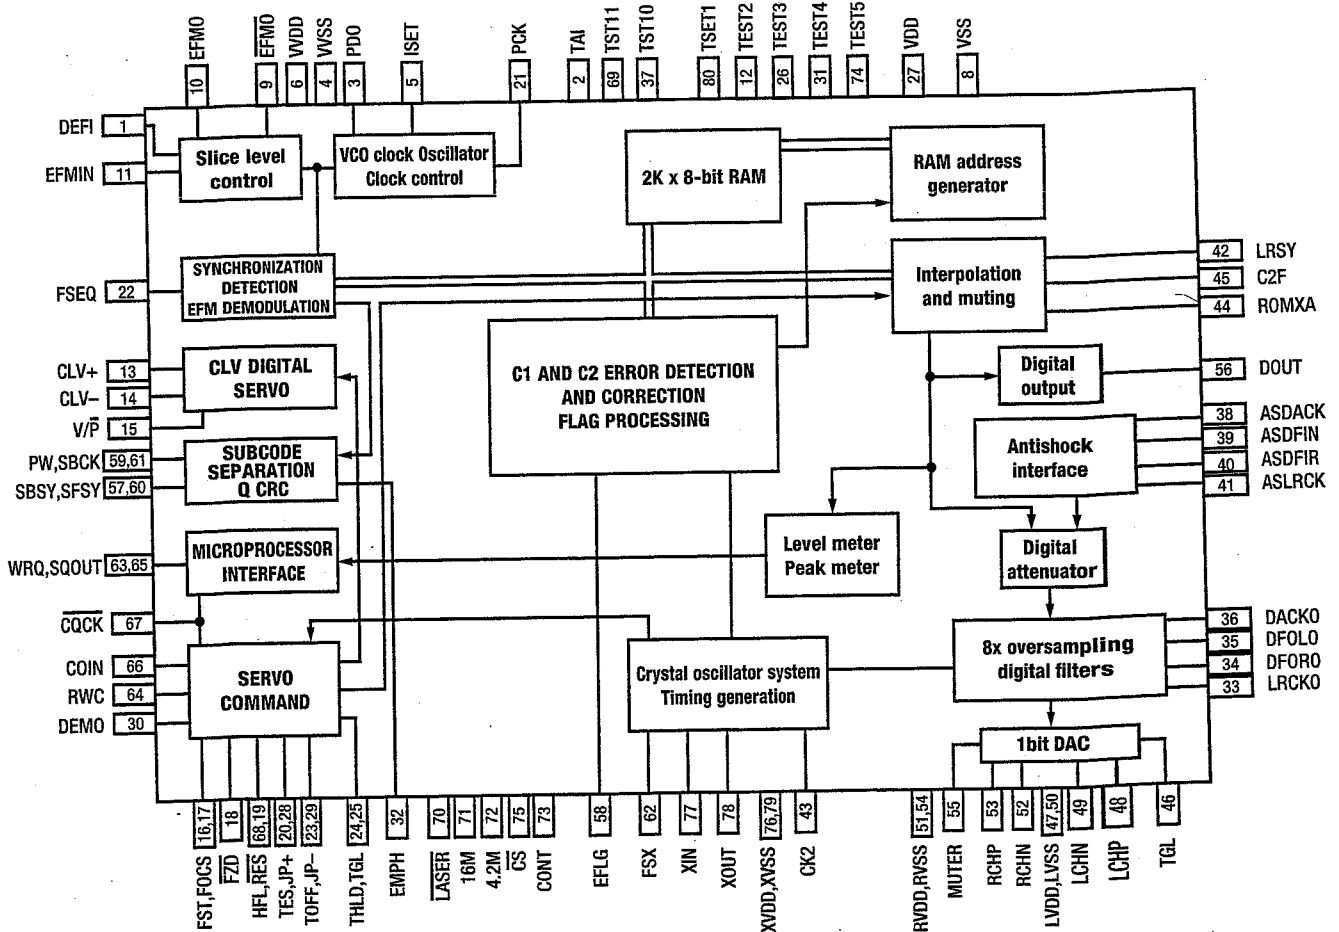 EFMO
EFMO
VVDD
VVSS
PDO
ISET
PCK
TAI
TST11
TST10
TSET1
TEST2
TEST3
TEST4
TEST5
VDD
VSS
10
9
6
4
3
5
21
2
69
37
80
12
26
31
74
27
8
DEFI 1
EFMIN 11
Slice level
control
VCO clock Oscillator
Clock control
2K x 8-bit RAM
RAM address
generator
FSEQ 22
SYNCHRONIZATION
DETECTION
EFM DEMODULATION
Interpolation
and muting
42 LRSY
45 C2F
44 ROMXA
CLV+ 13
CLV– 14
V/P 15
CLV DIGITAL
SERVO
C1 AND C2 ERROR DETECTION
AND CORRECTION
FLAG PROCESSING
Digital
output
56 DOUT
PW,SBCK 59,61
SBSY,SFSY 57,60
SUBCODE
SEPARATION
Q CRC
Antishock
interface
38 ASDACK
39 ASDFIN
40 ASDFIR
41 ASLRCK
WRQ,SQOUT 63,65
MICROPROCESSOR
INTERFACE
Level meter
Peak meter
Digital
attenuator
CQCK 67
COIN 66
RWC 64
DEMO 30
SERVO
COMMAND
Crystal oscillator system
Timing generation
8x oversampling
digital filters
36 DACKO
35 DFOLO
34 DFORO
33 LRCKO
1bit DAC
16,17
18
68,19
20,28
23,29
24,25
32
70
71
72
75
73
58
62
77
78
76,79
43
51,54
55
53
52
47,50
49
48
46
FST,FOCS
FZD
HFL,RES
TES,JP+
TOFF,JP–
THLD,TGL
EMPH
LASER
16M
4.2M
CS
CONT
EFLG
FSX
XIN
XOUT
XVDD,XVSS
CK2
RVDD,RVSS
MUTER
RCHP
RCHN
LVDD,LVSS
LCHN
LCHP
TGL